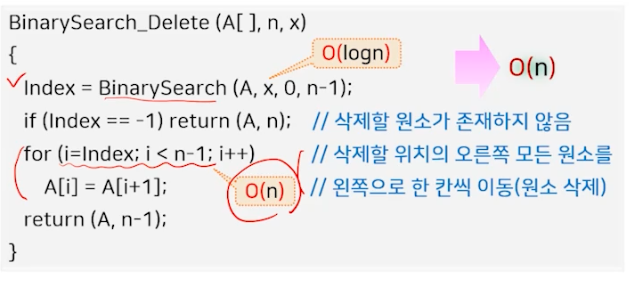 BinarySearch_Delete (A[ ], n, x)
{
O(logn)
O(n)
Index = BinarySearch (A, x, 0, n-1);
if (Index == -1) return (A, n); // 삭제할 원소가 존재하지 않음
for (i=Index; i < n-1; i++) // 삭제할 위치의 오른쪽 모든 원소를
A[i] = A[i+1]; O(n) // 왼쪽으로 한 칸씩 이동(원소 삭제)
return (A, n-1);
}